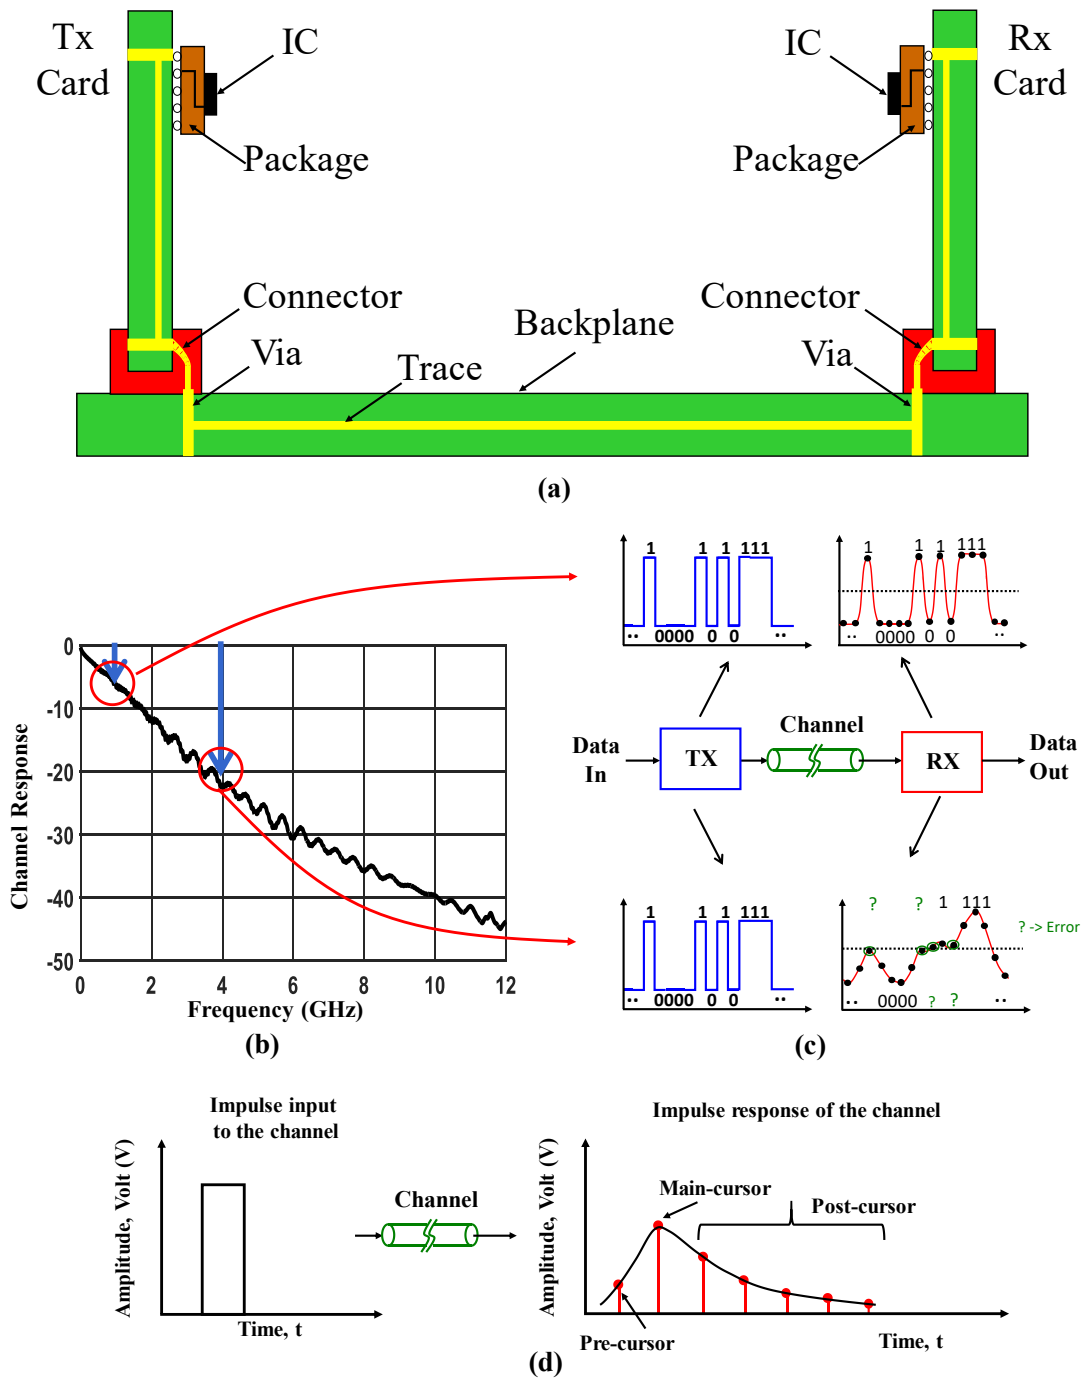 Tx
Card
IC
Package
IC
Rx
Card
Package
Connector
Via
Trace
Backplane
Connector
Via
(a)
Channel Response
0
-10
-20
-30
-40
-50
0 2 4 6 8 10 12
Frequency (GHz)
(b)
1 1 1 111
.. 0000 0 0 ..
1 1 1 111
.. 0000 0 0 ..
Data
In
TX
Channel
RX
Data
Out
1 1 1 111
.. 0000 0 0 ..
? ? 1 111
? -> Error
.. 0000 ? ? ..
(c)
Impulse input
to the channel
Amplitude, Volt (V)
Time, t
Channel
Impulse response of the channel
Amplitude, Volt (V)
Main-cursor
Post-cursor
Pre-cursor
Time, t
(d)